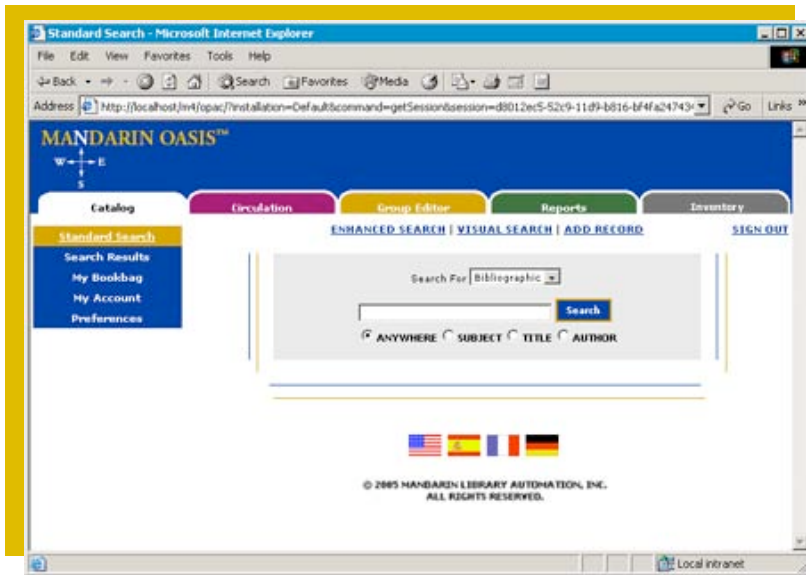 Standard Search - Microsoft Internet Explorer
File Edit View Favorites Tools Help
Back Search Favorites Media
Address http://localhost/m4/opac/?installation=Default&command=getSession&session=d8012ec5-52c9-11d9-b816-bf4fa24743 Go Links »
MANDARIN OASIS™
W E
S
Catalog Circulation Group Editor Reports Inventory
ENHANCED SEARCH | VISUAL SEARCH | ADD RECORD SIGN OUT
Standard Search
Search Results
My Bookbag
My Account
Preferences
Search For Bibliographic
Search
ANYWHERE SUBJECT TITLE AUTHOR
© 2005 MANDARIN LIBRARY AUTOMATION, INC.
ALL RIGHTS RESERVED.
Local intranet